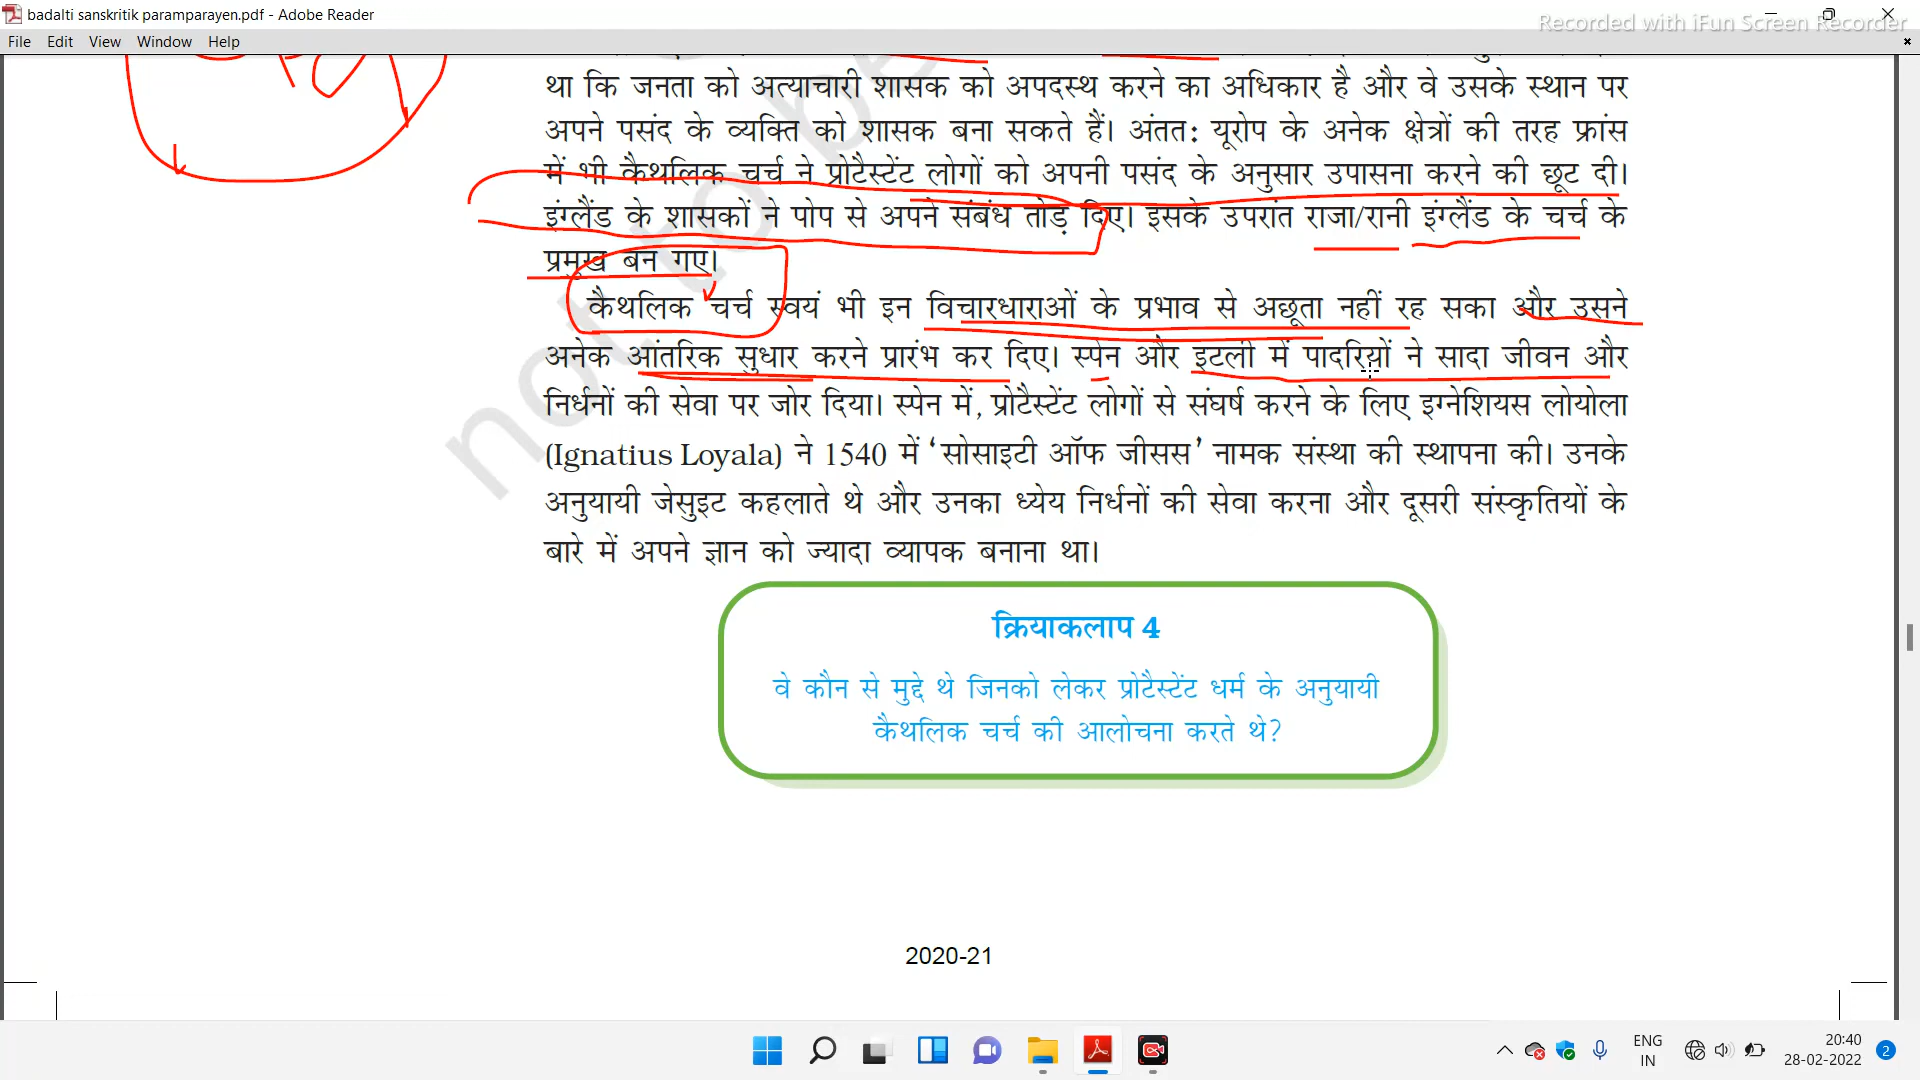 badalti sanskritik paramparayen.pdf - Adobe Reader
Recorded with iFun Screen Recorder
File Edit View Window Help
था कि जनता को अत्याचारी शासक को अपदस्थ करने का अधिकार है और वे उसके स्थान पर
अपने पसंद के व्यक्ति को शासक बना सकते हैं। अंतत: यूरोप के अनेक क्षेत्रों की तरह फ्रांस
में भी कैथलिक चर्च ने प्रोटैस्टेंट लोगों को अपनी पसंद के अनुसार उपासना करने की छूट दी।
इंग्लैंड के शासकों ने पोप से अपने संबंध तोड़ दिए। इसके उपरांत राजा/रानी इंग्लैंड के चर्च के
प्रमुख बन गए।
कैथलिक चर्च स्वयं भी इन विचारधाराओं के प्रभाव से अछूता नहीं रह सका और उसने
अनेक आंतरिक सुधार करने प्रारंभ कर दिए। स्पेन और इटली में पादरियों ने सादा जीवन और
निर्धनों की सेवा पर जोर दिया। स्पेन में, प्रोटैस्टेंट लोगों से संघर्ष करने के लिए इग्नेशियस लोयोला
(Ignatius Loyala) ने 1540 में ‘सोसाइटी ऑफ जीसस’ नामक संस्था की स्थापना की। उनके
अनुयायी जेसुइट कहलाते थे और उनका ध्येय निर्धनों की सेवा करना और दूसरी संस्कृतियों के
बारे में अपने ज्ञान को ज्यादा व्यापक बनाना था।
क्रियाकलाप 4
वे कौन से मुद्दे थे जिनको लेकर प्रोटैस्टेंट धर्म के अनुयायी
कैथलिक चर्च की आलोचना करते थे?
not to be
2020-21
ENG
IN
20:40
28-02-2022
2